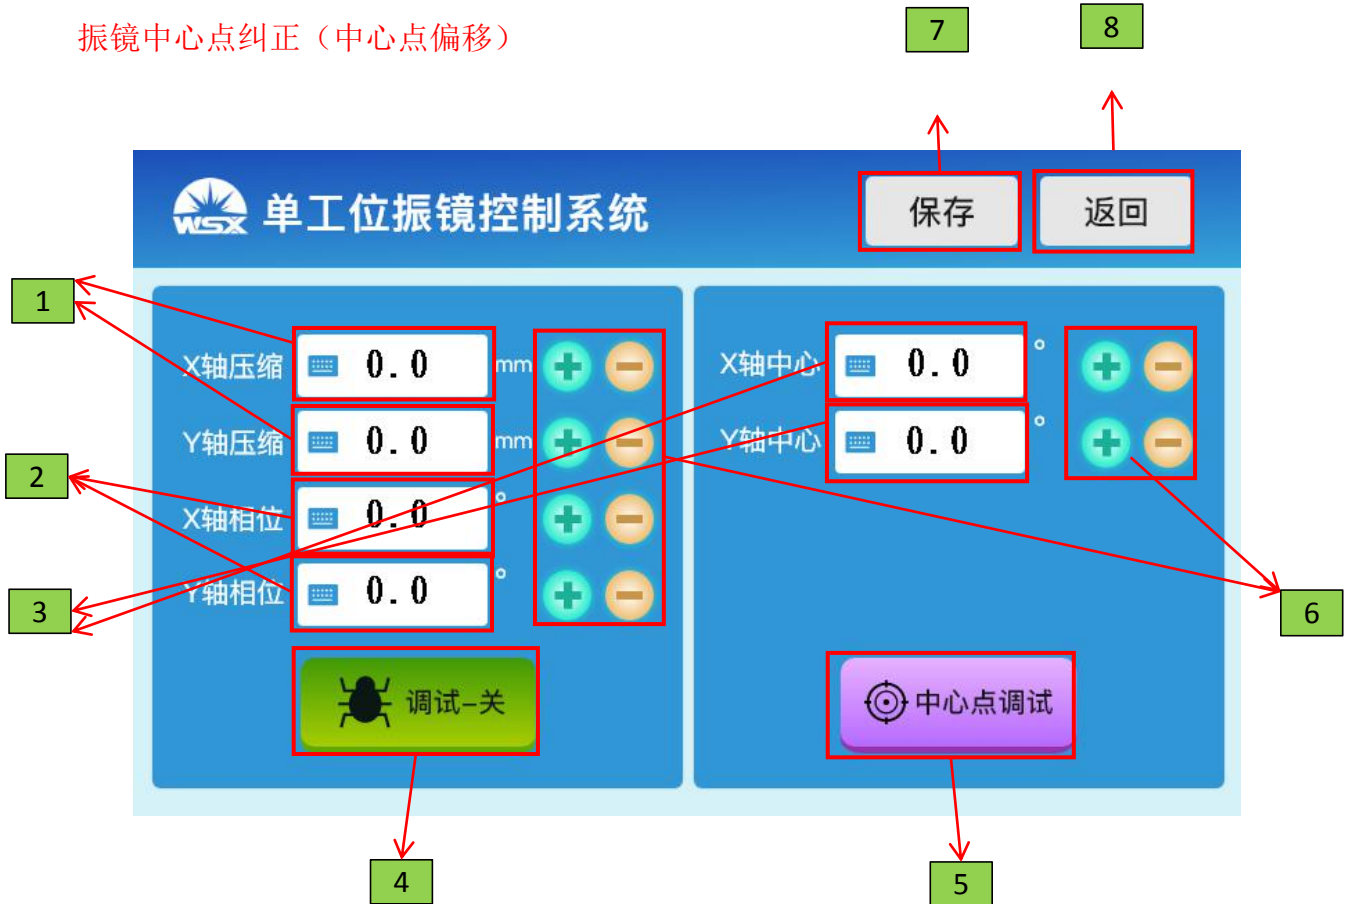 振镜中心点纠正（中心点偏移）
7
8
WSX
单工位振镜控制系统
保存
返回
1
X轴压缩 0.0 mm
X轴中心 0.0 °
Y轴压缩 0.0 mm
Y轴中心 0.0 °
2
X轴相位 0.0 °
Y轴相位 0.0 °
3
6
调试-关
中心点调试
4
5